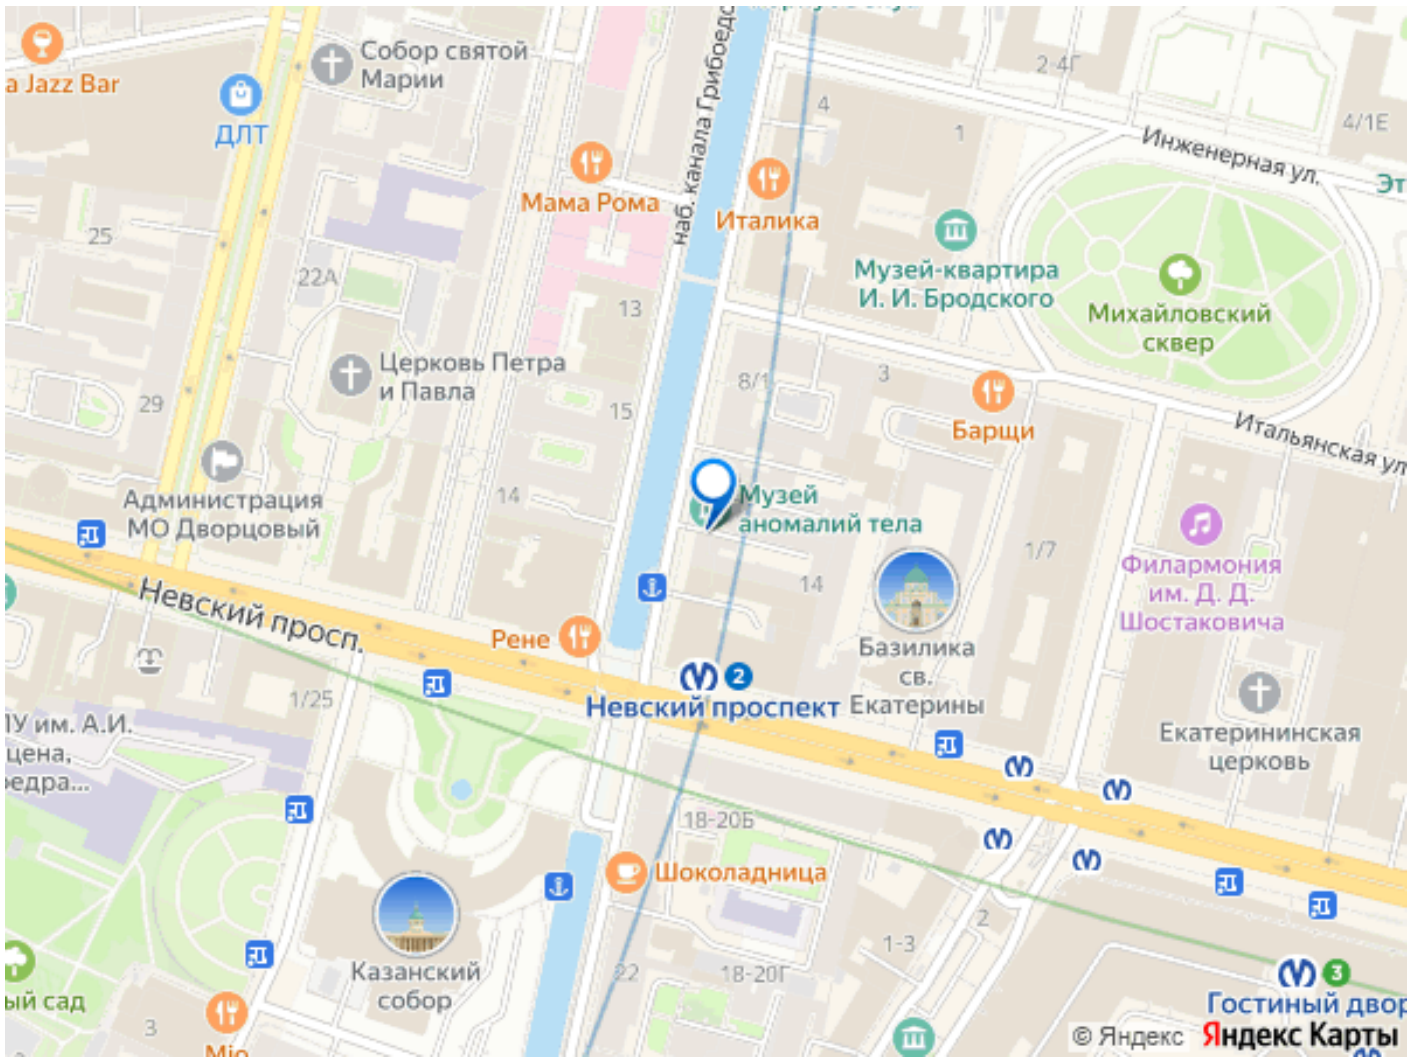 наб. канала Грибоедо
Собор святой
Марии
a Jazz Bar
ДЛТ
2-4Г
4
4/1Е
1
Инженерная ул.
Эт
Мама Рома
Италика
25
22А
Музей-квартира
И. И. Бродского
13
Михайловский
сквер
Церковь Петра
и Павла
8/1
3
29
15
Барщи
Итальянская ул
Администрация
МО Дворцовый
14
Музей
аномалий тела
1/7
Филармония
им. Д. Д.
Шостаковича
14
Невский просп.
Рене
Базилика
св.
Екатерины
2
Невский проспект
1/25
ПУ им. А.И.
цена,
едра...
Екатерининская
церковь
18-20Б
Шоколадница
2
1-3
Казанский
собор
22
18-20Г
3
Гостиный двор
ый сад
3
Mio
© Яндекс Яндекс Карты